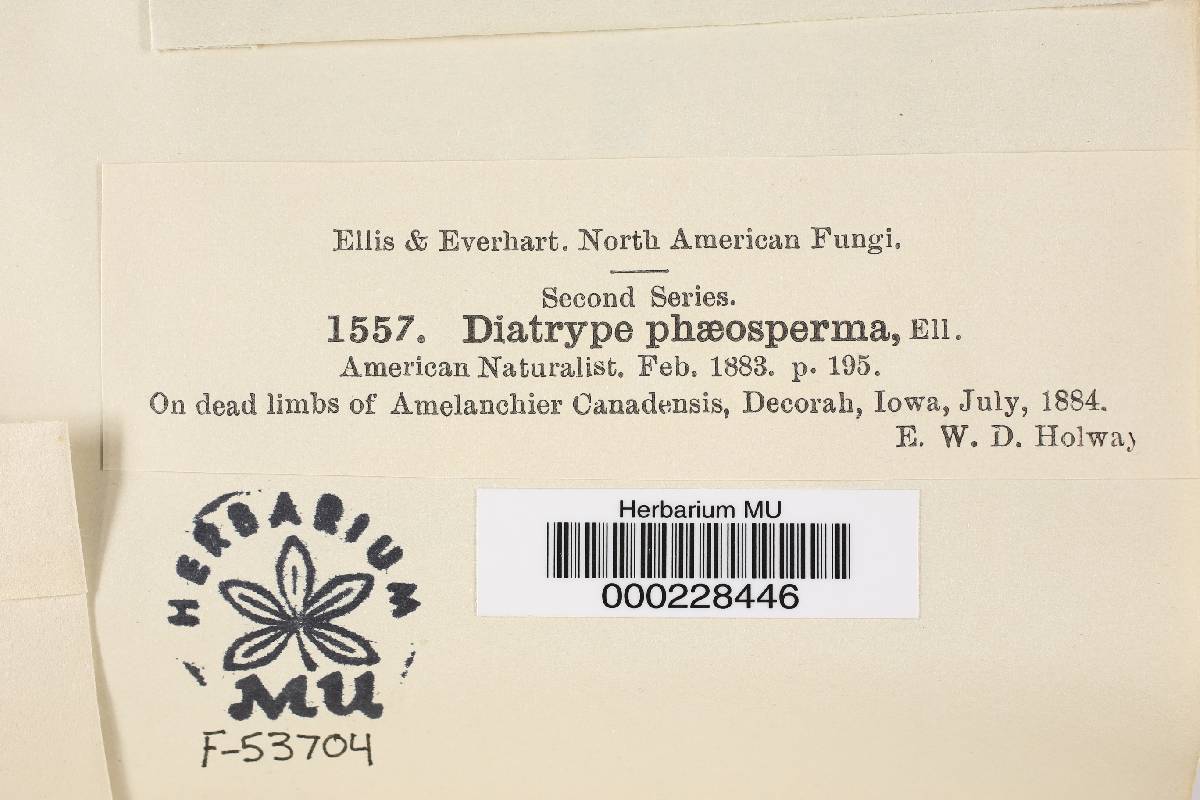 Ellis & Everhart. North American Fungi.
Second Series.
1557. Diatrype phæosperma, Ell.
American Naturalist. Feb. 1883. p. 195.
On dead limbs of Amelanchier Canadensis, Decorah, Iowa, July, 1884.
E. W. D. Holway
Herbarium MU
000228446
HERBARIUM
MU
F-53704